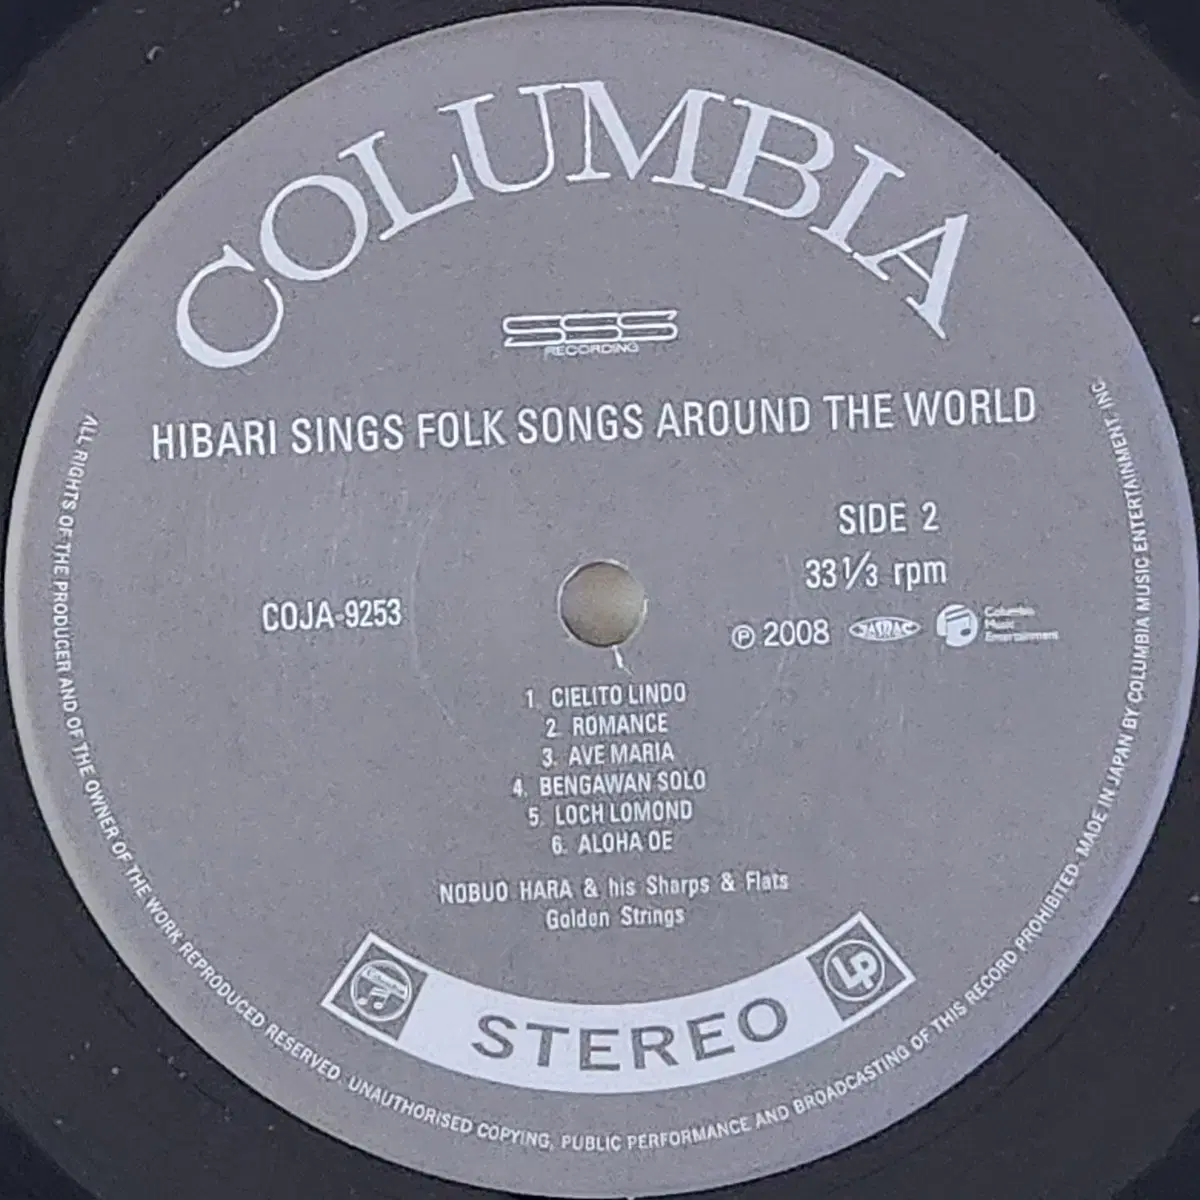 COLUMBIA
SSS
RECORDING
HIBARI SINGS FOLK SONGS AROUND THE WORLD
SIDE 2
33 1/3 rpm
COJA-9253
Ⓟ 2008 JASRAC Columbia
Music
Entertainment
1. CIELITO LINDO
2. ROMANCE
3. AVE MARIA
4. BENGAWAN SOLO
5. LOCH LOMOND
6. ALOHA OE
NOBUO HARA & his Sharps & Flats
Golden Strings
LP
STEREO
ALL RIGHTS OF THE PRODUCER AND OF THE OWNER OF THE WORK REPRODUCED RESERVED. UNAUTHORISED COPYING, PUBLIC PERFORMANCE AND BROADCASTING OF THIS RECORD PROHIBITED. MADE IN JAPAN BY COLUMBIA MUSIC ENTERTAINMENT, INC.